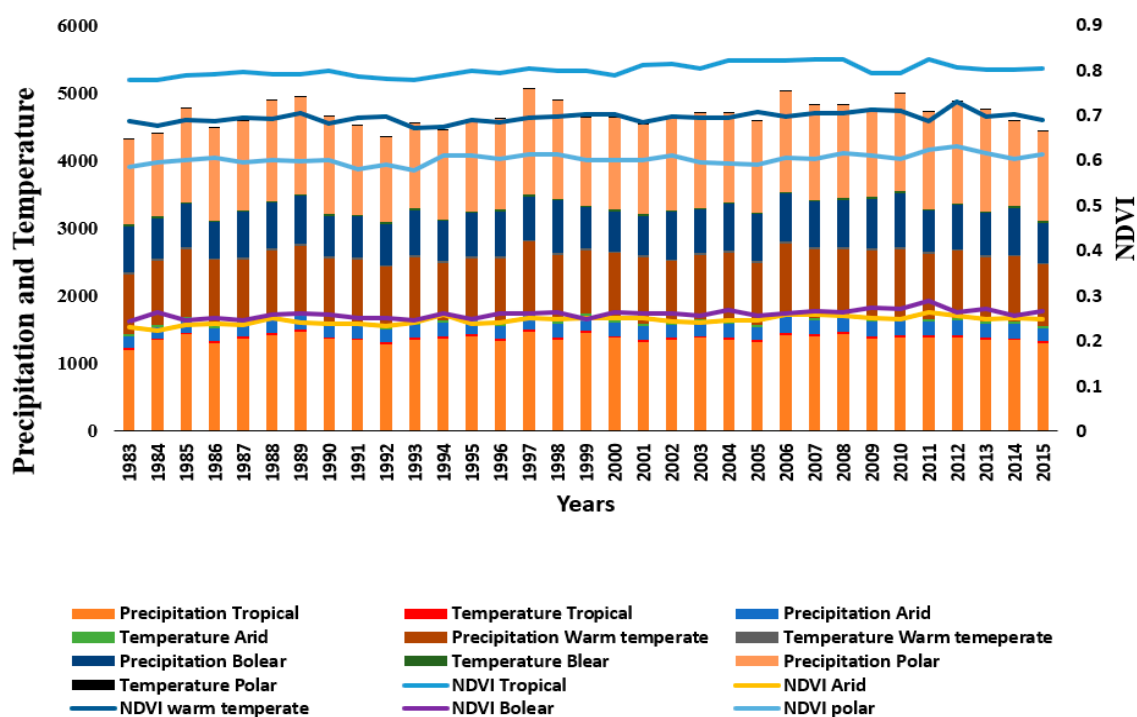 6000
5000
4000
3000
2000
1000
0
Precipitation and Temperature
0.9
0.8
0.7
0.6
0.5
0.4
0.3
0.2
0.1
0
NDVI
1983 1984 1985 1986 1987 1988 1989 1990 1991 1992 1993 1994 1995 1996 1997 1998 1999 2000 2001 2002 2003 2004 2005 2006 2007 2008 2009 2010 2011 2012 2013 2014 2015
Years
Precipitation Tropical Temperature Tropical Precipitation Arid
Temperature Arid Precipitation Warm temperate Temperature Warm temeperate
Precipitation Bolear Temperature Blear Precipitation Polar
Temperature Polar NDVI Tropical NDVI Arid
NDVI warm temperate NDVI Bolear NDVI polar